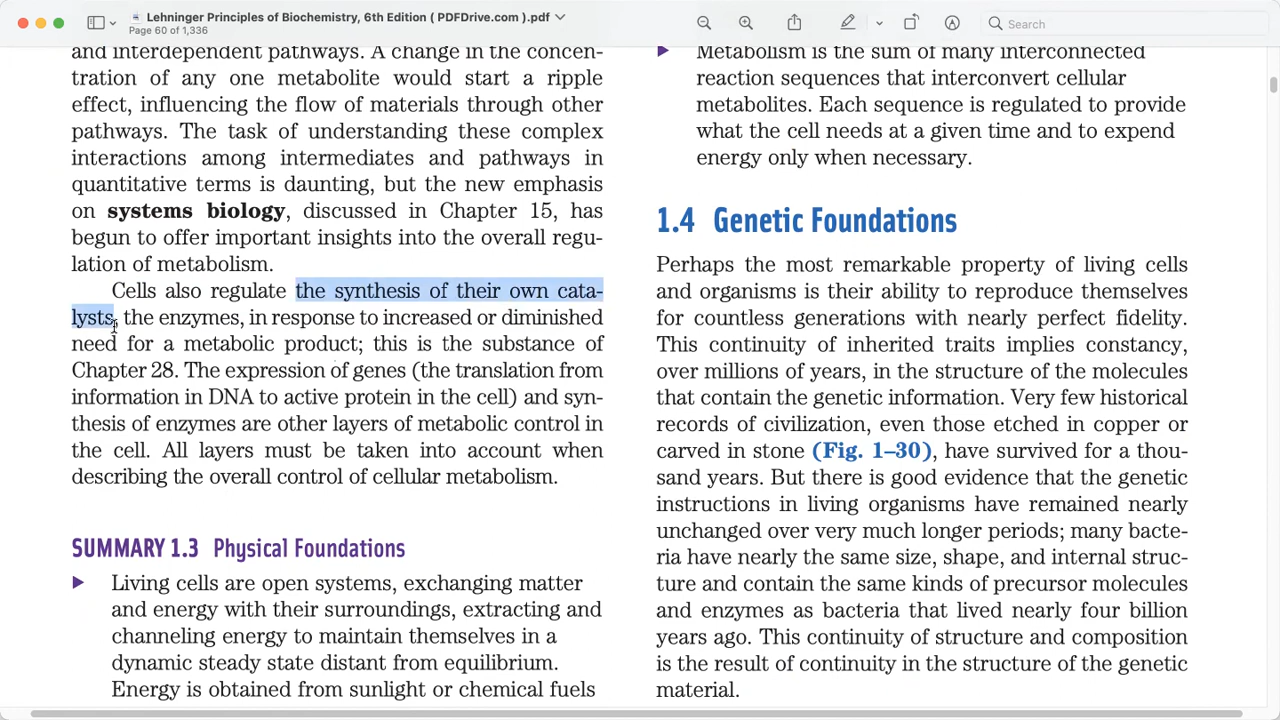 Lehninger Principles of Biochemistry, 6th Edition ( PDFDrive.com ).pdf
Page 60 of 1,336
Search
and interdependent pathways. A change in the concen-
tration of any one metabolite would start a ripple
effect, influencing the flow of materials through other
pathways. The task of understanding these complex
interactions among intermediates and pathways in
quantitative terms is daunting, but the new emphasis
on systems biology, discussed in Chapter 15, has
begun to offer important insights into the overall regu-
lation of metabolism.
Cells also regulate the synthesis of their own cata-
lysts, the enzymes, in response to increased or diminished
need for a metabolic product; this is the substance of
Chapter 28. The expression of genes (the translation from
information in DNA to active protein in the cell) and syn-
thesis of enzymes are other layers of metabolic control in
the cell. All layers must be taken into account when
describing the overall control of cellular metabolism.
SUMMARY 1.3 Physical Foundations
Living cells are open systems, exchanging matter
and energy with their surroundings, extracting and
channeling energy to maintain themselves in a
dynamic steady state distant from equilibrium.
Energy is obtained from sunlight or chemical fuels
Metabolism is the sum of many interconnected
reaction sequences that interconvert cellular
metabolites. Each sequence is regulated to provide
what the cell needs at a given time and to expend
energy only when necessary.
1.4 Genetic Foundations
Perhaps the most remarkable property of living cells
and organisms is their ability to reproduce themselves
for countless generations with nearly perfect fidelity.
This continuity of inherited traits implies constancy,
over millions of years, in the structure of the molecules
that contain the genetic information. Very few historical
records of civilization, even those etched in copper or
carved in stone (Fig. 1–30), have survived for a thou-
sand years. But there is good evidence that the genetic
instructions in living organisms have remained nearly
unchanged over very much longer periods; many bacte-
ria have nearly the same size, shape, and internal struc-
ture and contain the same kinds of precursor molecules
and enzymes as bacteria that lived nearly four billion
years ago. This continuity of structure and composition
is the result of continuity in the structure of the genetic
material.